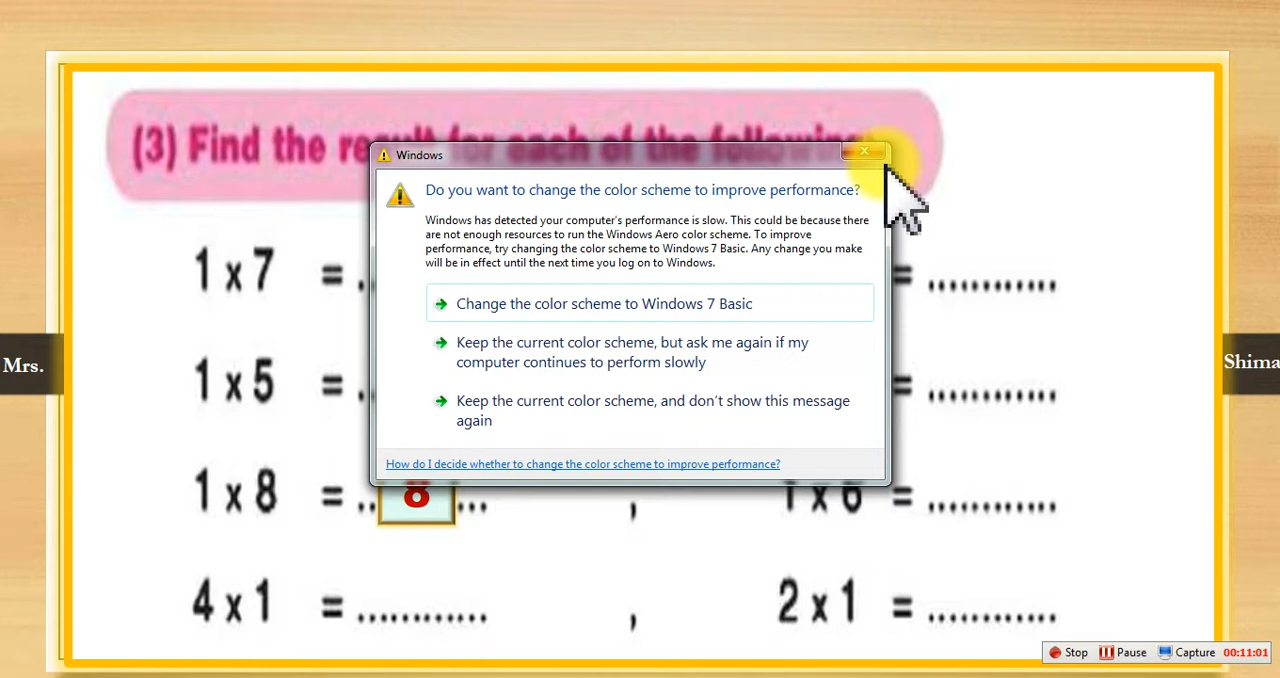 (3) Find the result for each of the following
Windows
Do you want to change the color scheme to improve performance?
Windows has detected your computer's performance is slow. This could be because there
are not enough resources to run the Windows Aero color scheme. To improve
performance, try changing the color scheme to Windows 7 Basic. Any change you make
will be in effect until the next time you log on to Windows.
Change the color scheme to Windows 7 Basic
Keep the current color scheme, but ask me again if my
computer continues to perform slowly
Keep the current color scheme, and don't show this message
again
How do I decide whether to change the color scheme to improve performance?
1 x 7 = .. = ............
Mrs. Shima
1 x 5 = .. = ............
1 x 8 = .. 8 ... , 1 x 6 = ............
4 x 1 = ............ , 2 x 1 = ............
Stop Pause Capture 00:11:01